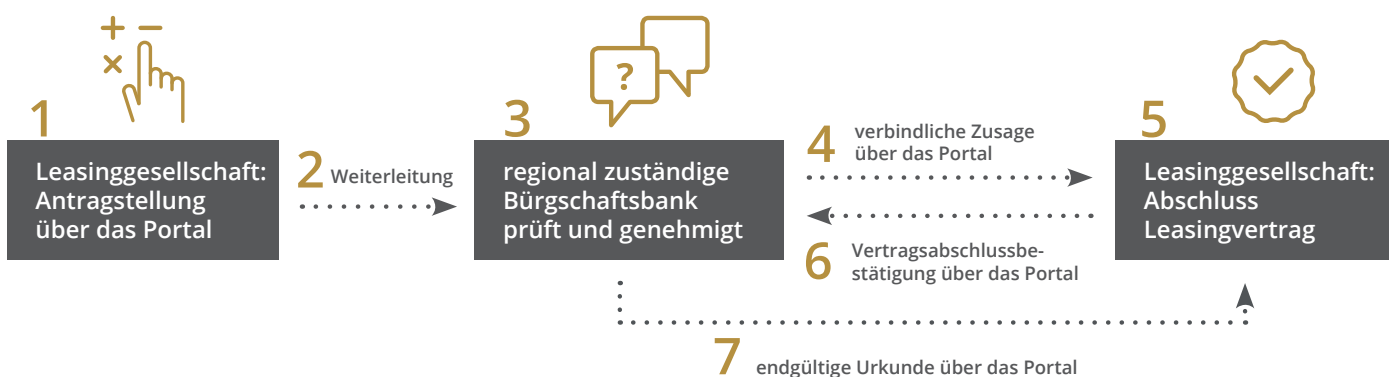 1
Leasinggesellschaft:
Antragstellung
über das Portal
2 Weiterleitung
?
3
regional zuständige
Bürgschaftsbank
prüft und genehmigt
4 verbindliche Zusage
über das Portal
5
Leasinggesellschaft:
Abschluss
Leasingvertrag
6 Vertragsabschlussbe-
stätigung über das Portal
7 endgültige Urkunde über das Portal